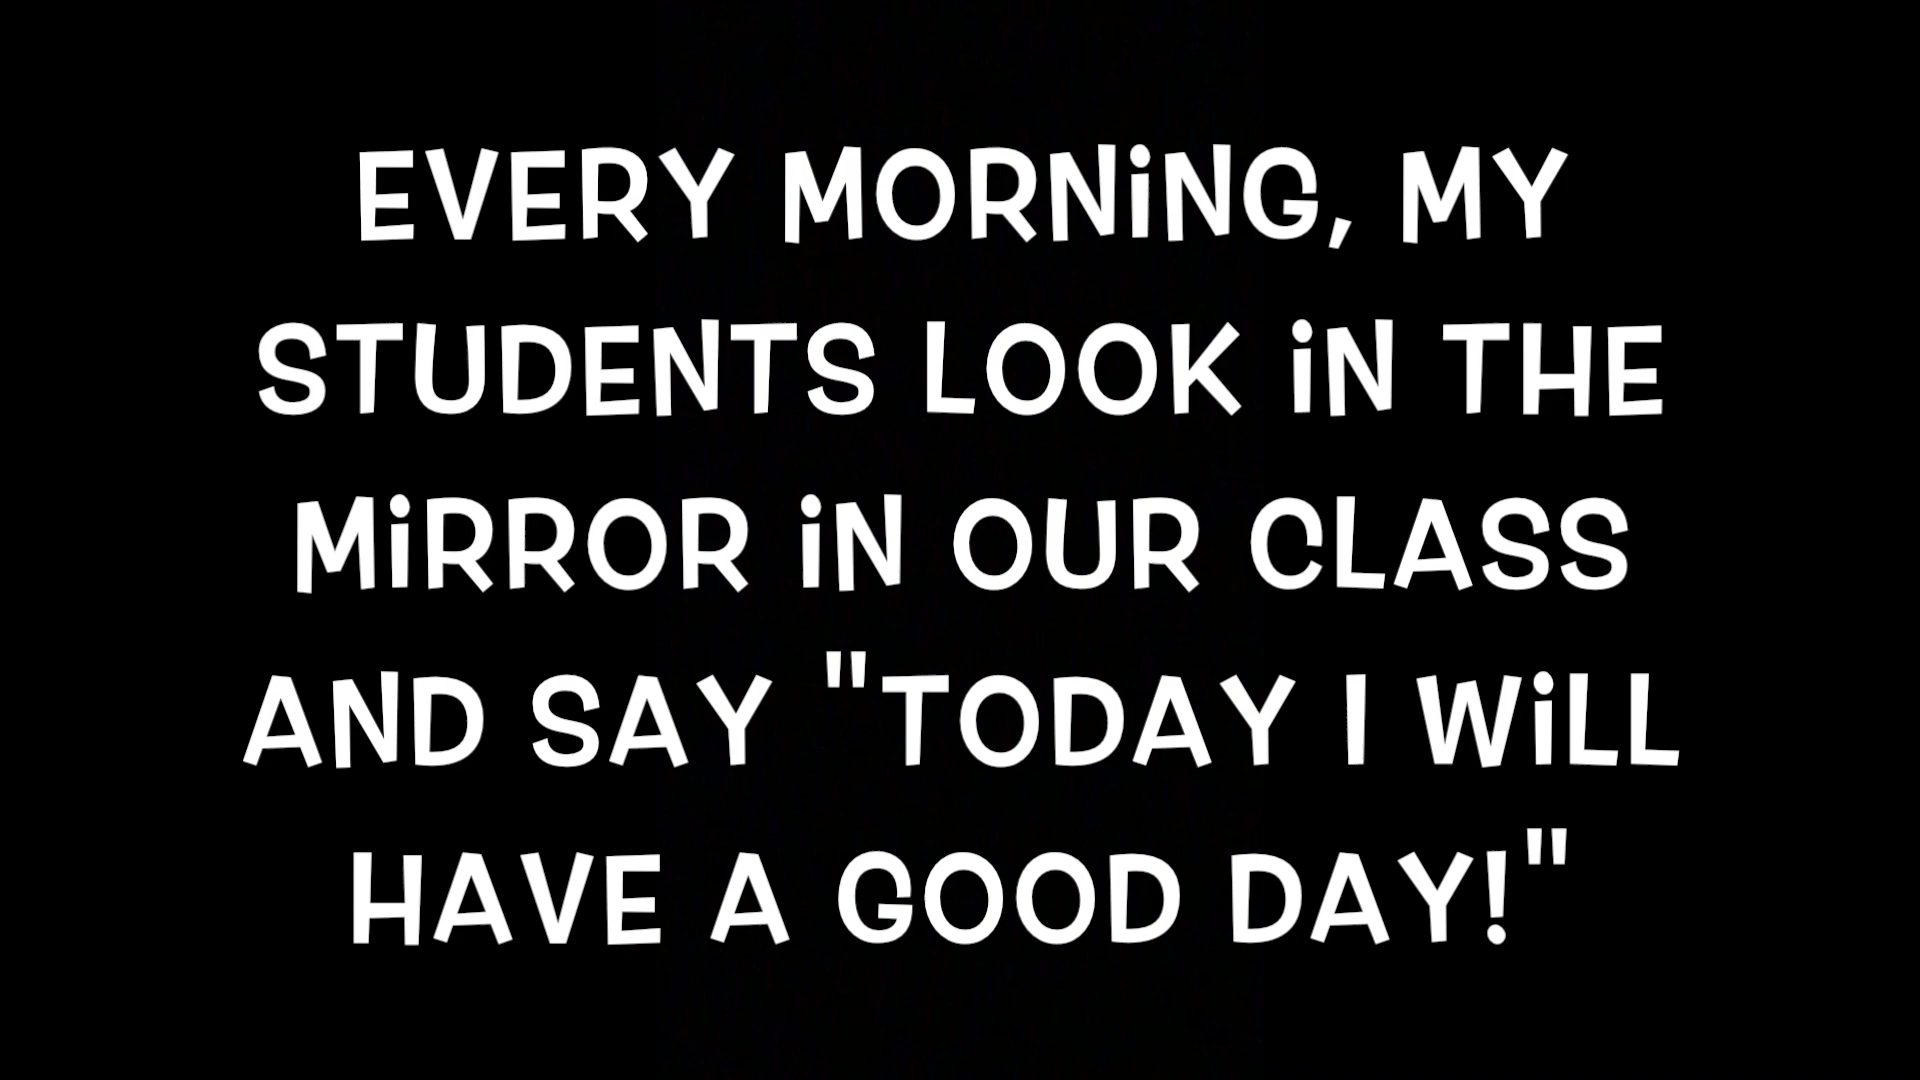 EVERY MORNiNG, MY
STUDENTS LOOK iN THE
MiRROR iN OUR CLASS
AND SAY "TODAY I WiLL
HAVE A GOOD DAY!"